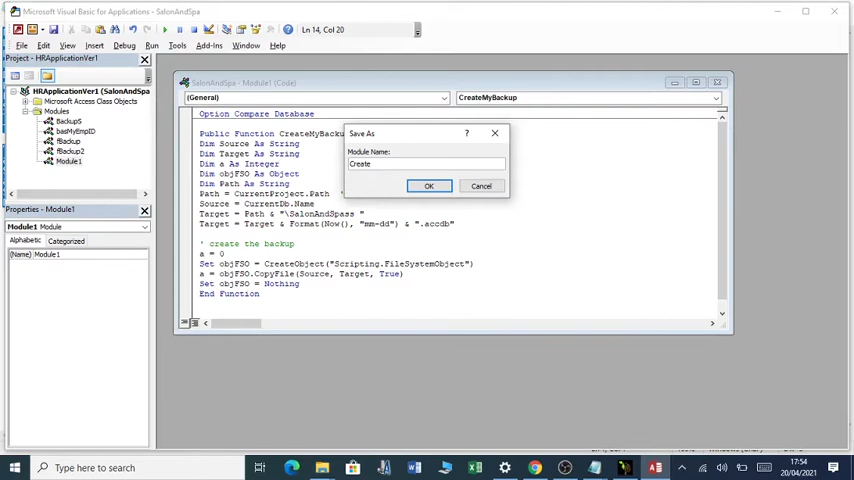 Microsoft Visual Basic for Applications - SalonAndSpa
File Edit View Insert Debug Run Tools Add-Ins Window Help
Ln 14, Col 20
Project - HRApplicationVer1
HRApplicationVer1 (SalonAndSpa
Microsoft Access Class Objects
Modules
BackupS
basMyEmpID
fBackup
fBackup2
Module1
Properties - Module1
Module1 Module
Alphabetic Categorized
(Name) Module1
SalonAndSpa - Module1 (Code)
(General) CreateMyBackup
Option Compare Database
Public Function CreateMyBacku
Dim Source As String
Dim Target As String
Dim a As Integer
Dim objFSO As Object
Dim Path As String
Path = CurrentProject.Path '
Source = CurrentDb.Name
Target = Path & "\SalonAndSpass "
Target = Target & Format(Now(), "mm-dd") & ".accdb"
' create the backup
a = 0
Set objFSO = CreateObject("Scripting.FileSystemObject")
a = objFSO.CopyFile(Source, Target, True)
Set objFSO = Nothing
End Function
Save As
Module Name:
Create
OK Cancel
Type here to search
17:54
20/04/2021